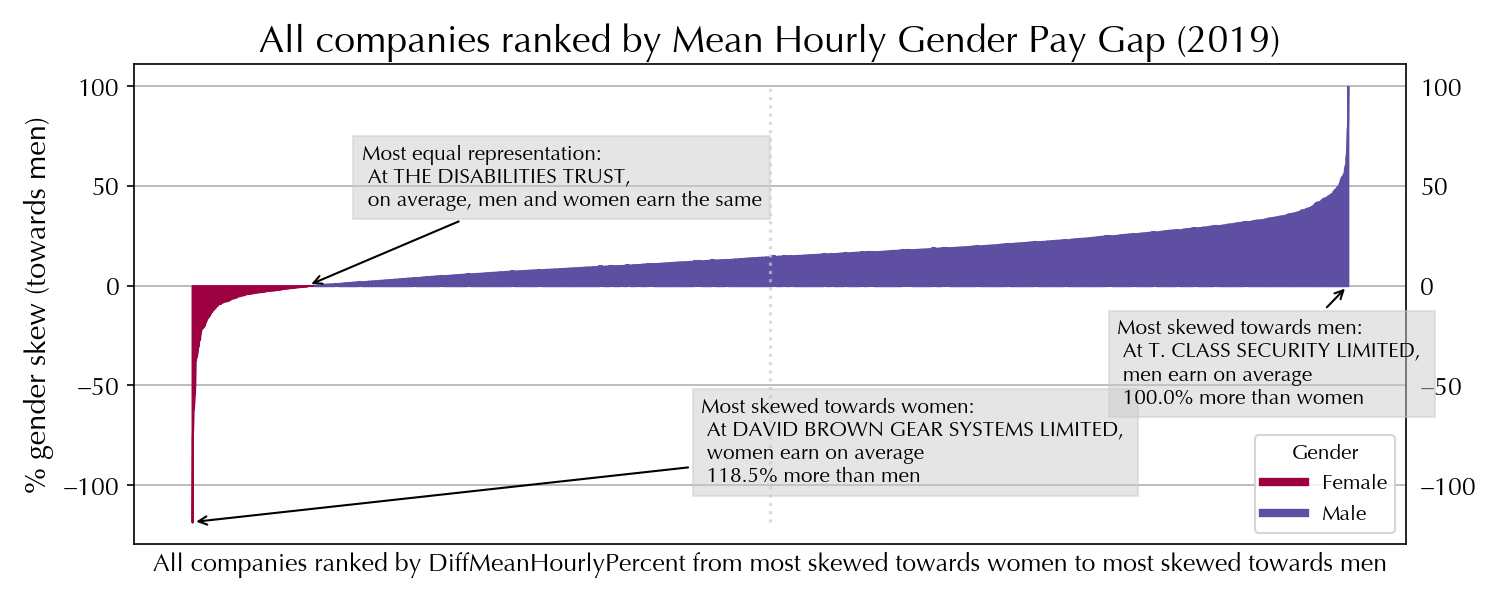 All companies ranked by Mean Hourly Gender Pay Gap (2019)
% gender skew (towards men)
100
50
0
−50
−100
100
50
0
−50
−100
Most equal representation:
At THE DISABILITIES TRUST,
on average, men and women earn the same
Most skewed towards men:
At T. CLASS SECURITY LIMITED,
men earn on average
100.0% more than women
Most skewed towards women:
At DAVID BROWN GEAR SYSTEMS LIMITED,
women earn on average
118.5% more than men
Gender
Female
Male
All companies ranked by DiffMeanHourlyPercent from most skewed towards women to most skewed towards men